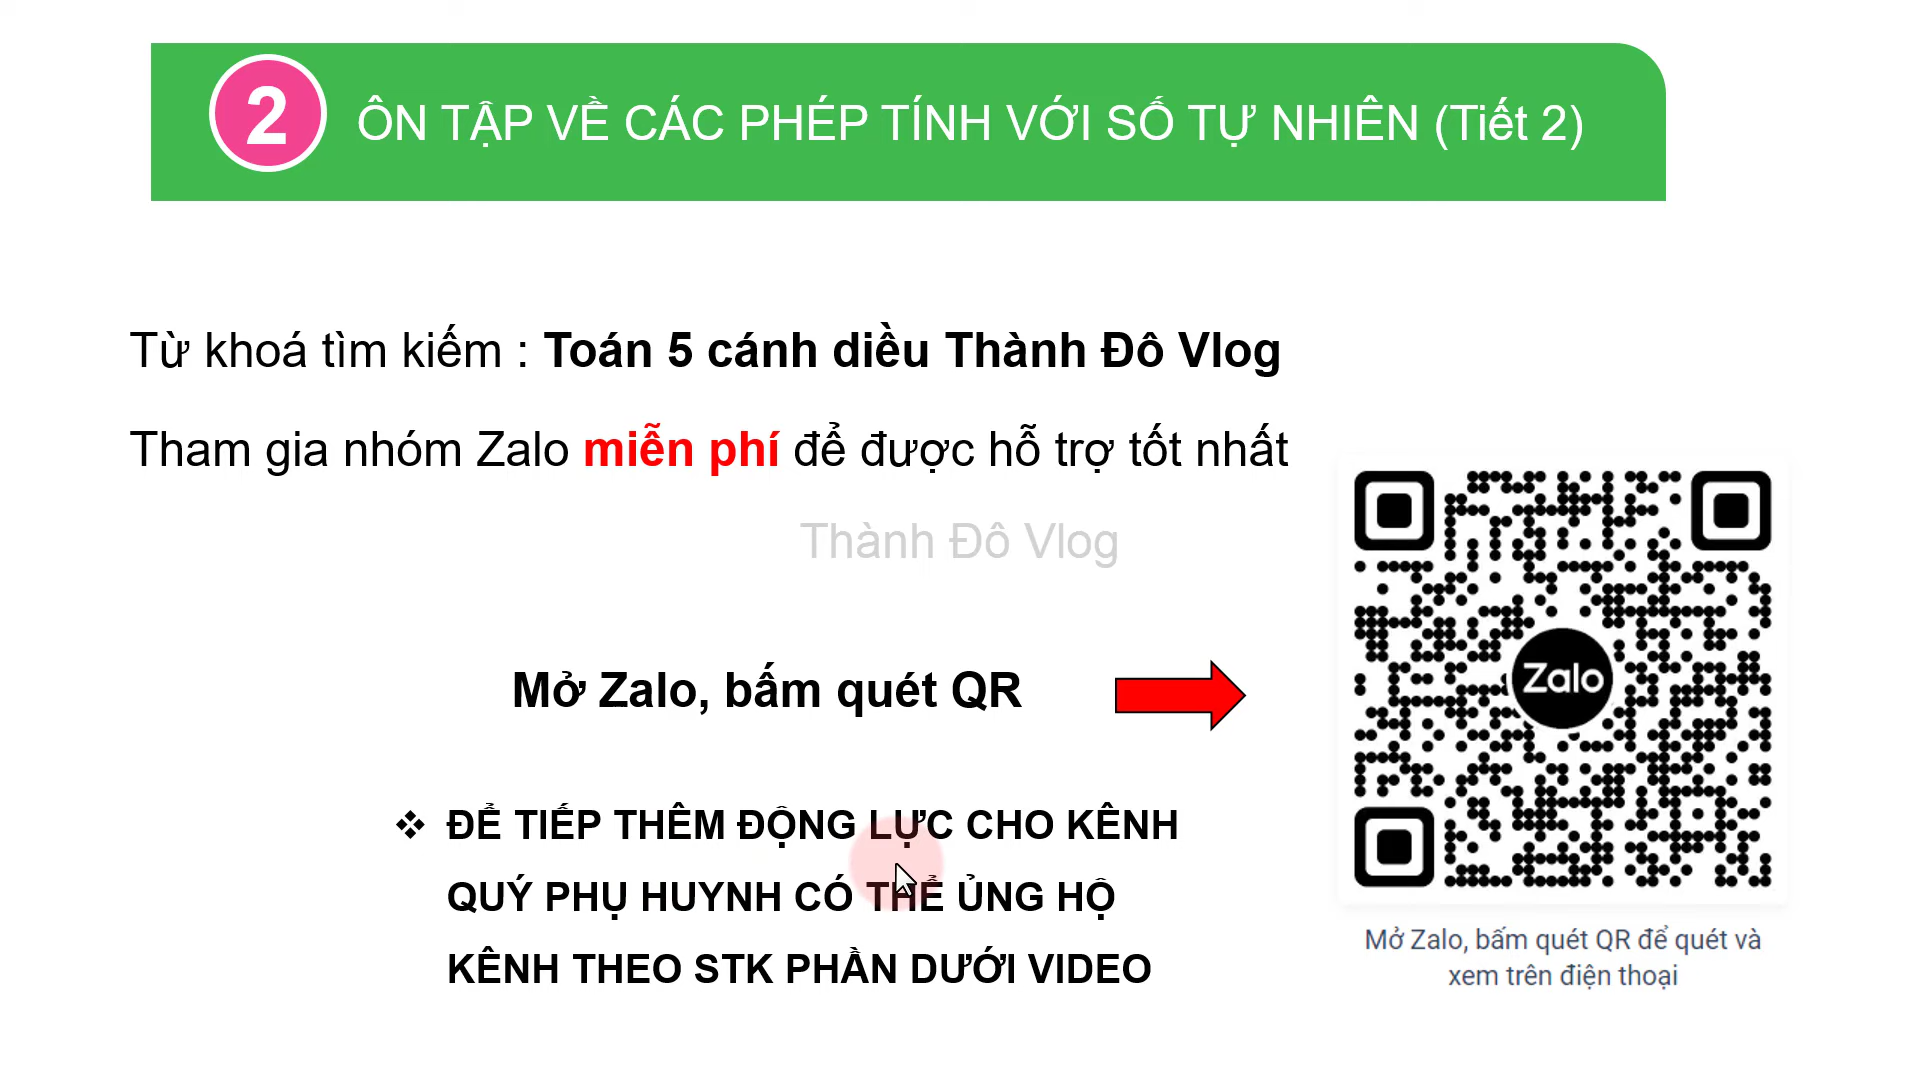 2
ÔN TẬP VỀ CÁC PHÉP TÍNH VỚI SỐ TỰ NHIÊN (Tiết 2)
Từ khoá tìm kiếm : Toán 5 cánh diều Thành Đô Vlog
Tham gia nhóm Zalo miễn phí để được hỗ trợ tốt nhất
Thành Đô Vlog
Mở Zalo, bấm quét QR
Zalo
❖ ĐỂ TIẾP THÊM ĐỘNG LỰC CHO KÊNH
QUÝ PHỤ HUYNH CÓ THỂ ỦNG HỘ
KÊNH THEO STK PHẦN DƯỚI VIDEO
Mở Zalo, bấm quét QR để quét và
xem trên điện thoại